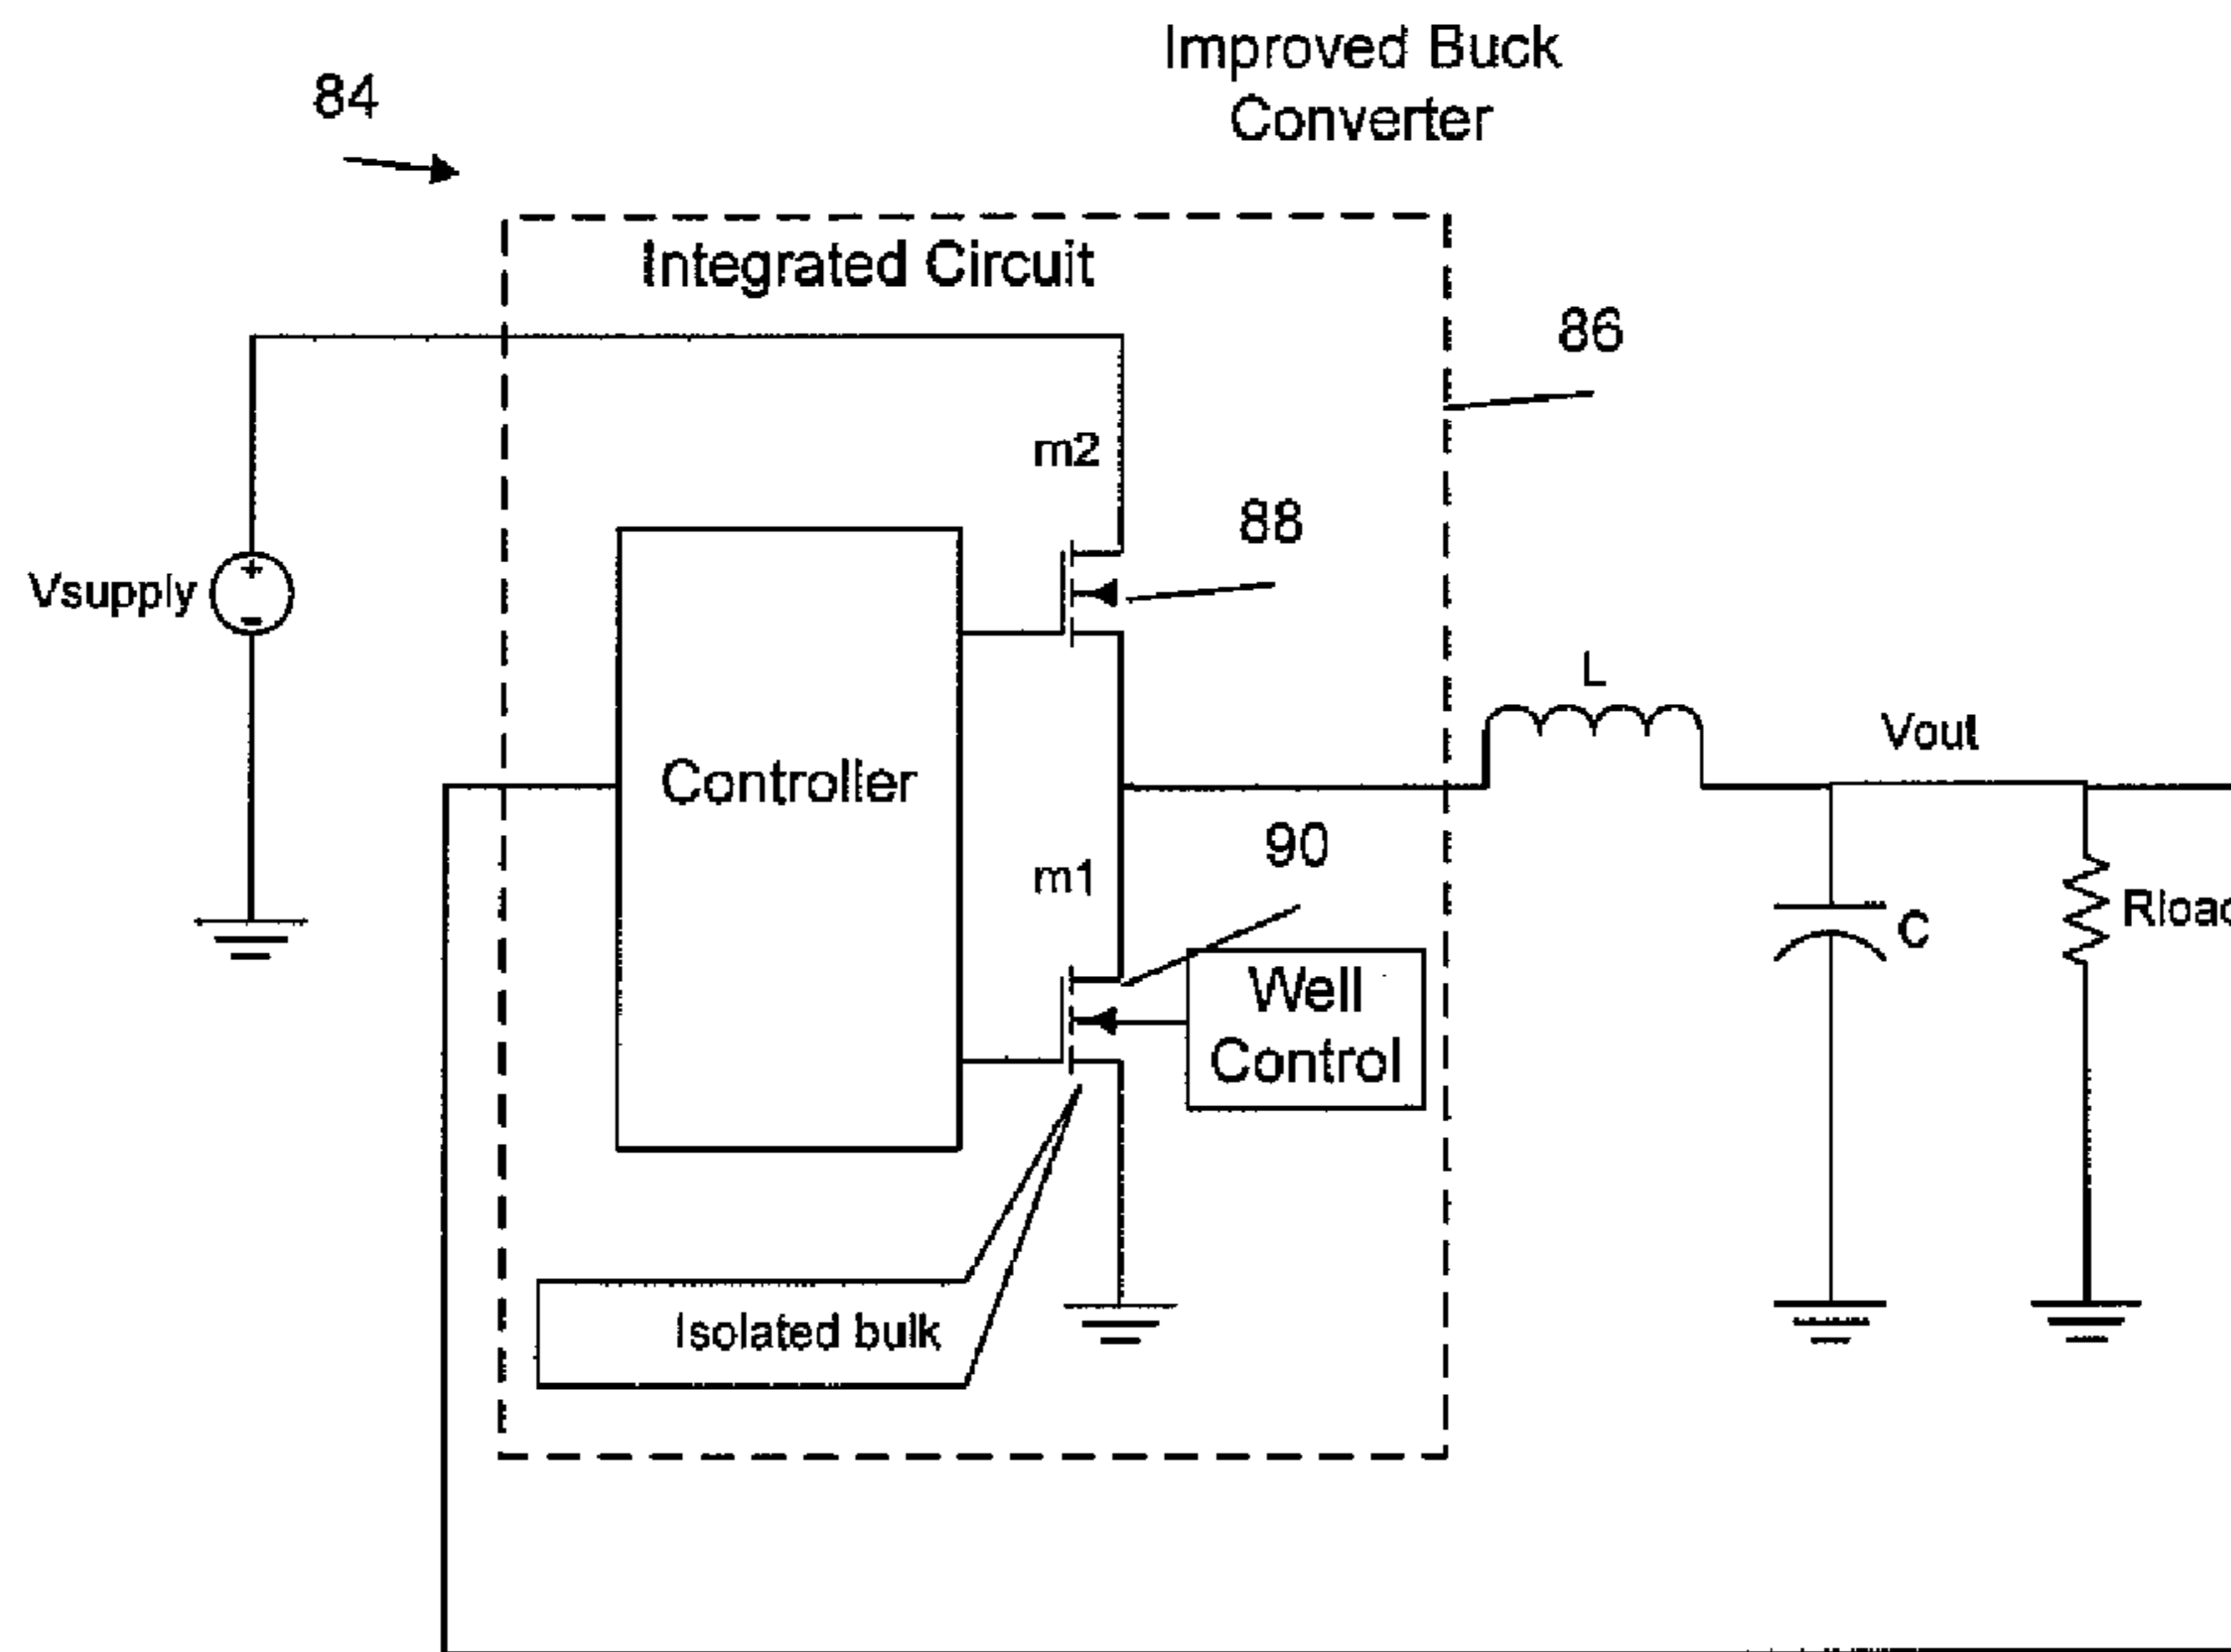 Improved Buck
Converter
84
Integrated Circuit
86
m2
88
Vsupply
+
-
L
Vout
Controller
90
m1
C
Rload
Well
Control
Isolated bulk